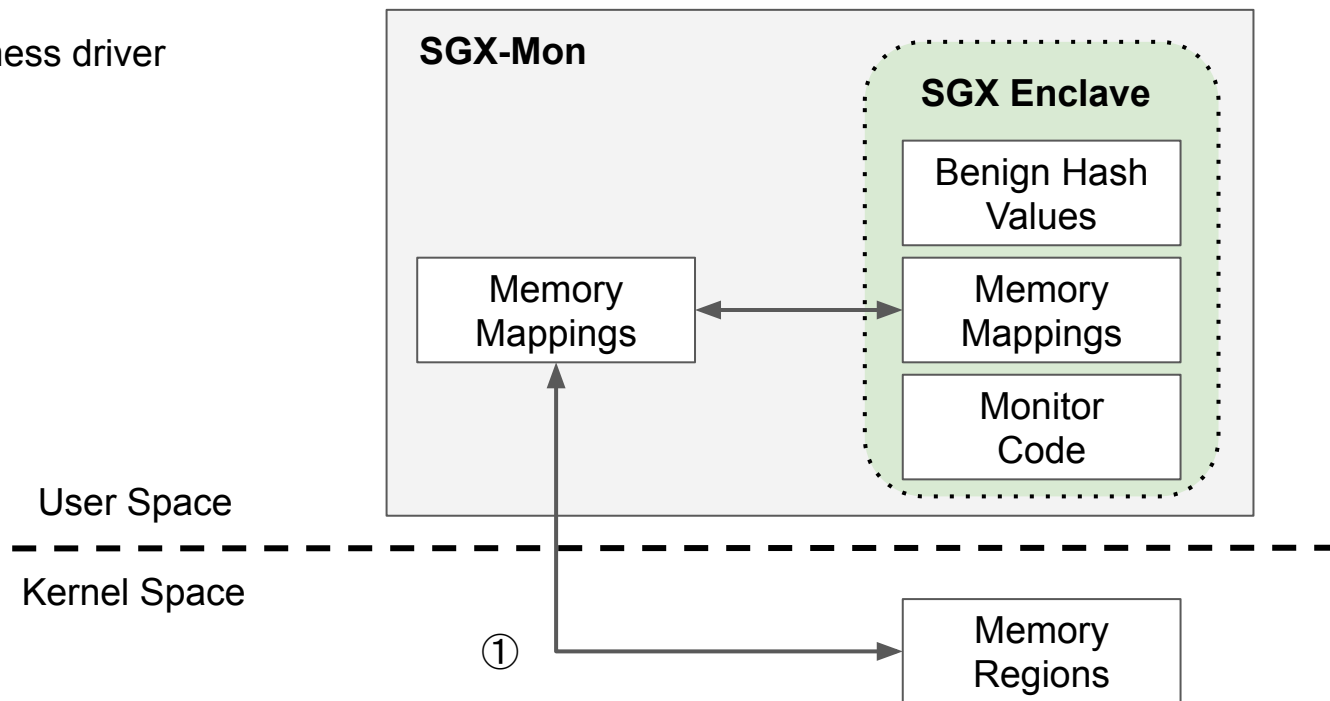 driver
SGX-Mon
SGX Enclave
Benign Hash
Values
Memory
Mappings
Memory
Mappings
Monitor
Code
User Space
Kernel Space
①
Memory
Regions